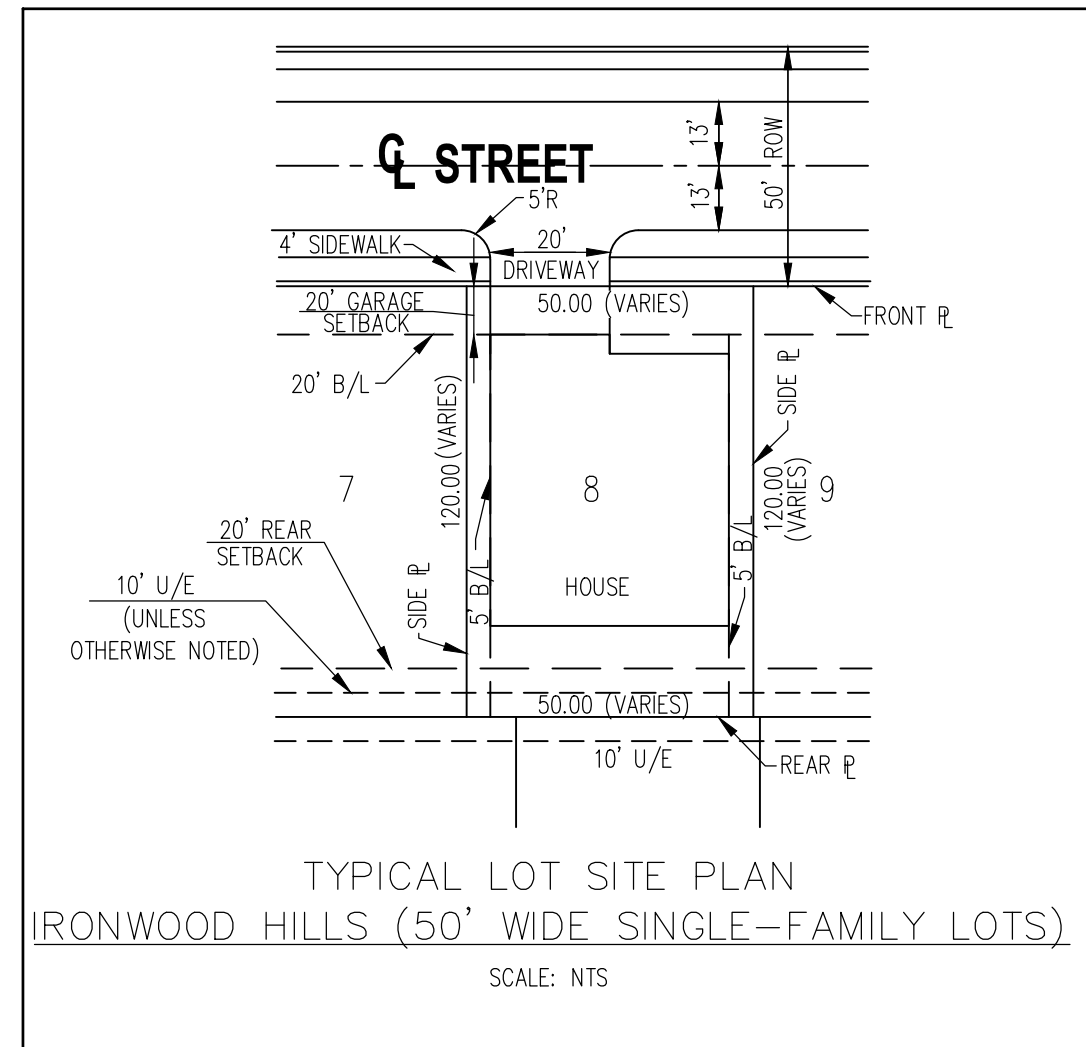 13'
50' ROW
℄ STREET
13'
5'R
4' SIDEWALK
20'
DRIVEWAY
20' GARAGE
SETBACK
50.00 (VARIES)
FRONT ⅊
20' B/L
SIDE ⅊
120.00 (VARIES)
120.00
(VARIES)
7
8
9
20' REAR
SETBACK
5' B/L
5' B/L
10' U/E
(UNLESS
OTHERWISE NOTED)
SIDE ⅊
HOUSE
50.00 (VARIES)
10' U/E
REAR ⅊
TYPICAL LOT SITE PLAN
IRONWOOD HILLS (50' WIDE SINGLE-FAMILY LOTS)
SCALE: NTS